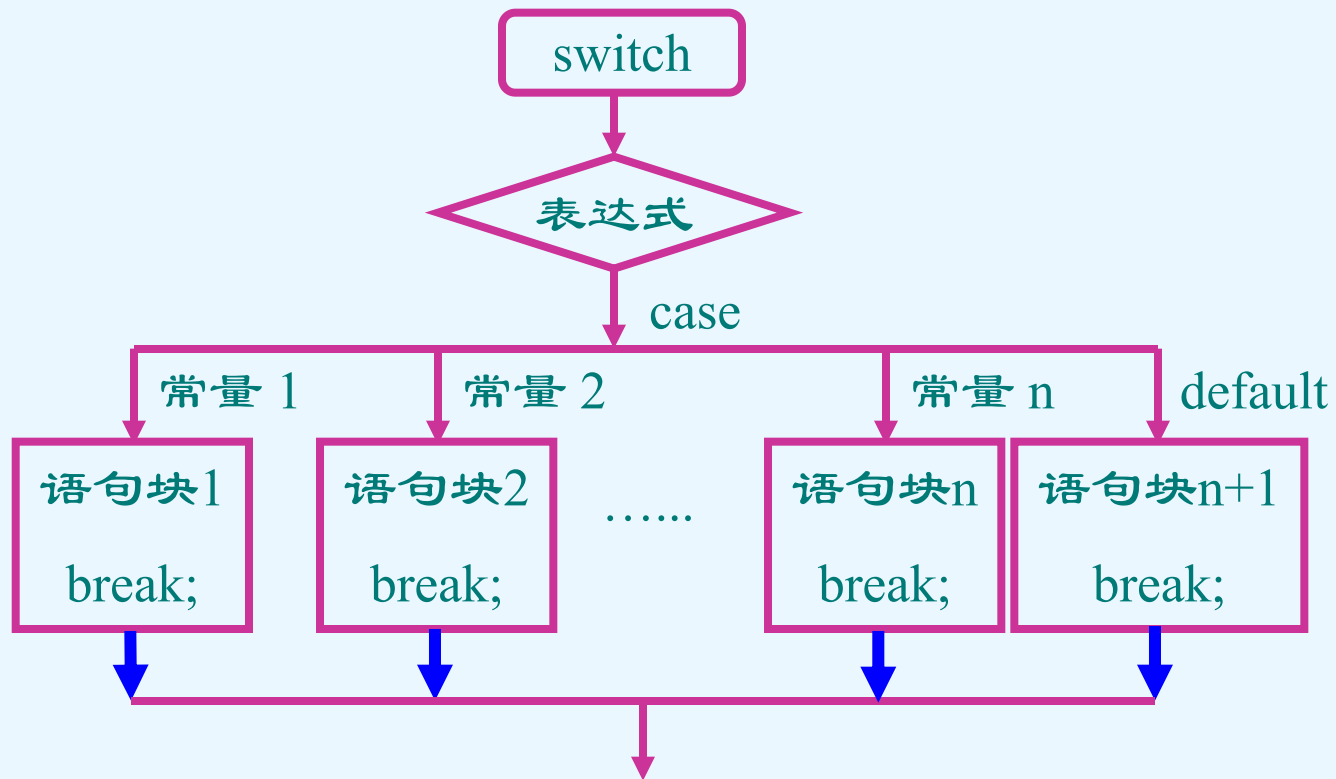 switch
表达式
case
常量 1
常量 2
常量 n
default
语句块1
break;
语句块2
break;
…...
语句块n
break;
语句块n+1
break;